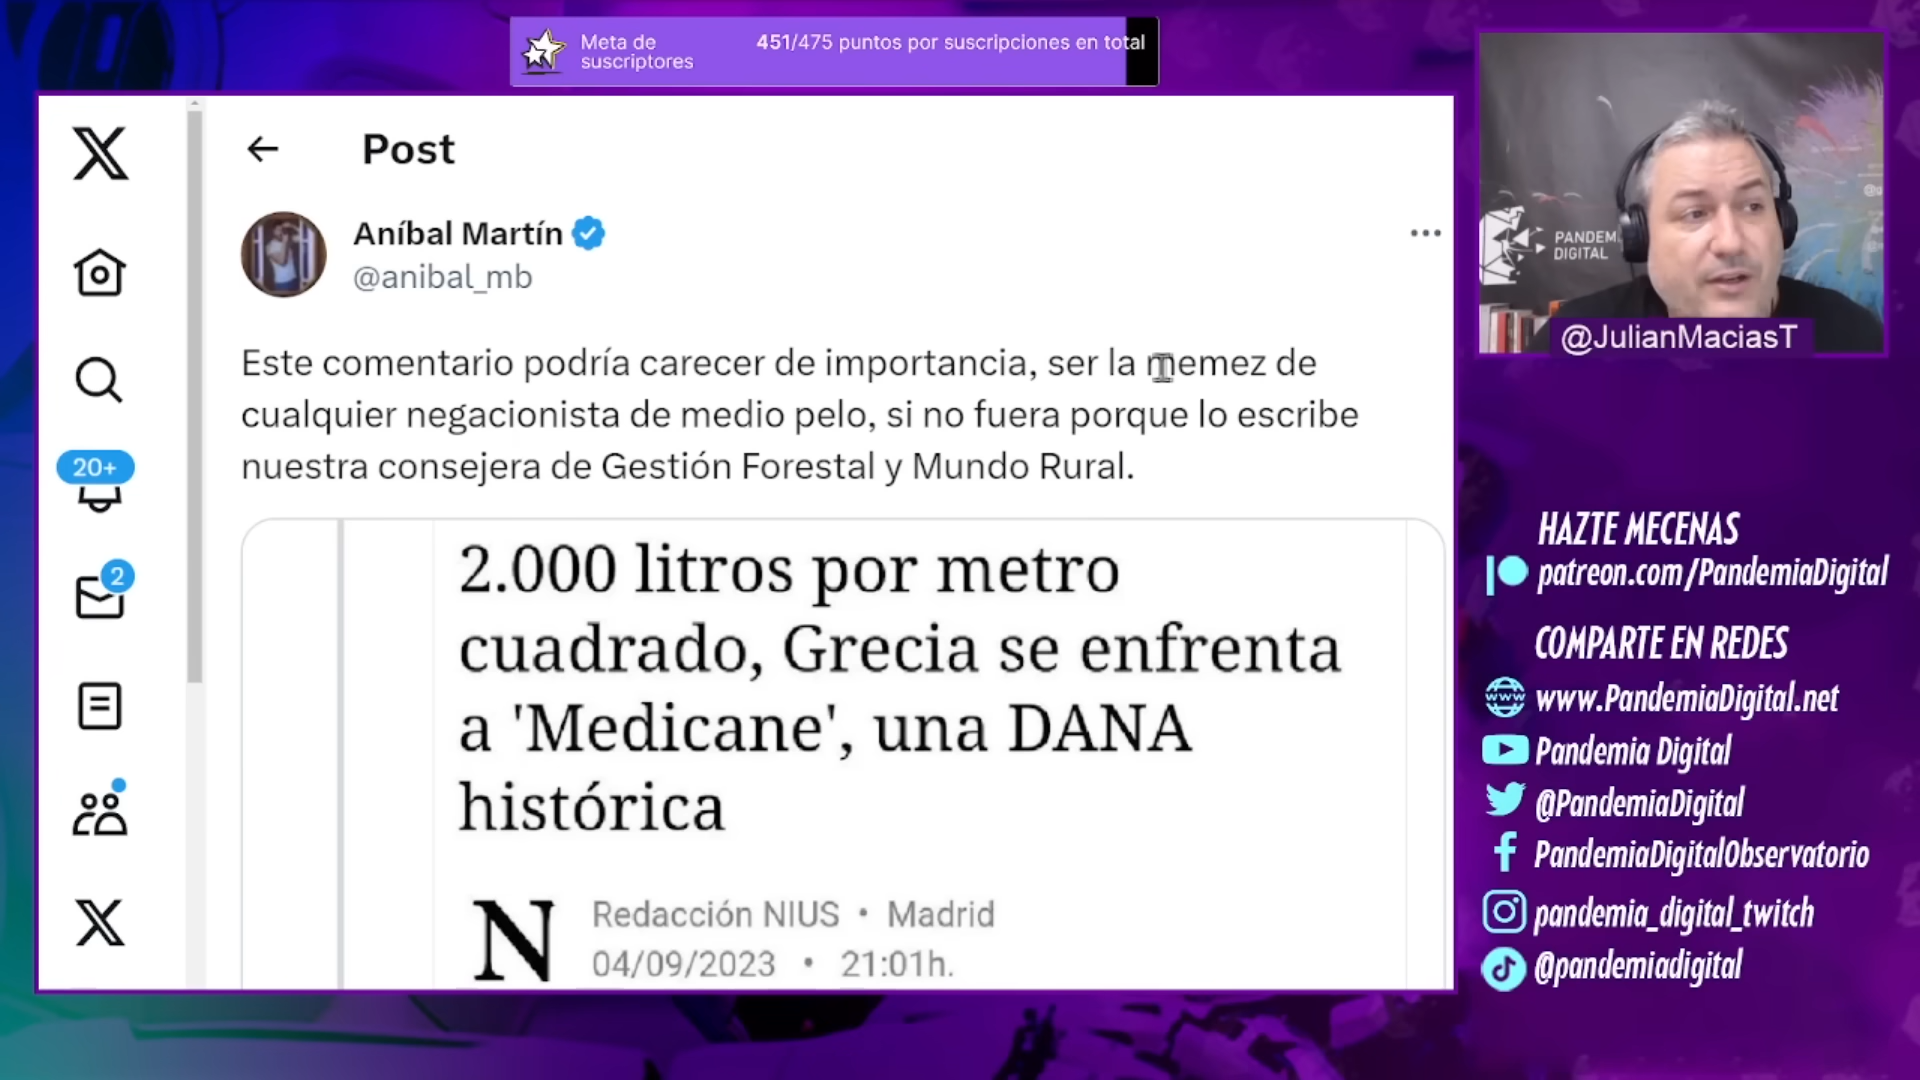 Meta de
suscriptores
451/475 puntos por suscripciones en total
Post
Aníbal Martín
@anibal_mb
Este comentario podría carecer de importancia, ser la memez de
cualquier negacionista de medio pelo, si no fuera porque lo escribe
nuestra consejera de Gestión Forestal y Mundo Rural.
20+
2
2.000 litros por metro
cuadrado, Grecia se enfrenta
a 'Medicane', una DANA
histórica
N
Redacción NIUS • Madrid
04/09/2023 • 21:01h.
PANDEM
DIGITAL
@JulianMaciasT
HAZTE MECENAS
patreon.com/PandemiaDigital
COMPARTE EN REDES
www
www.PandemiaDigital.net
Pandemia Digital
@PandemiaDigital
PandemiaDigitalObservatorio
pandemia_digital_twitch
@pandemiadigital